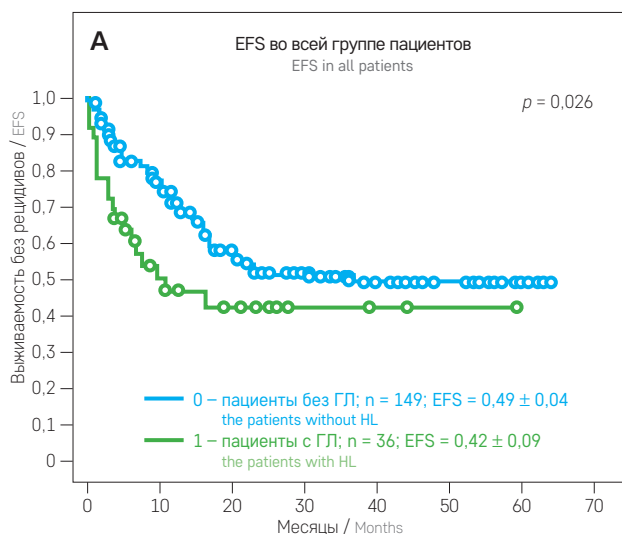 A
EFS во всей группе пациентов
EFS in all patients
p = 0,026
Выживаемость без рецидивов / EFS
1,0
0,9
0,8
0,7
0,6
0,5
0,4
0,3
0,2
0,1
0
0 – пациенты без ГЛ; n = 149; EFS = 0,49 ± 0,04
the patients without HL
1 – пациенты с ГЛ; n = 36; EFS = 0,42 ± 0,09
the patients with HL
0 10 20 30 40 50 60 70
Месяцы / Months